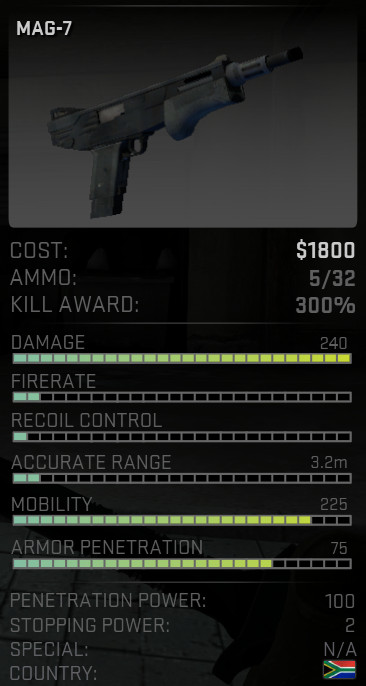 MAG-7
COST: $1800
AMMO: 5/32
KILL AWARD: 300%
DAMAGE 240
FIRERATE
RECOIL CONTROL
ACCURATE RANGE 3.2m
MOBILITY 225
ARMOR PENETRATION 75
PENETRATION POWER: 100
STOPPING POWER: 2
SPECIAL: N/A
COUNTRY: